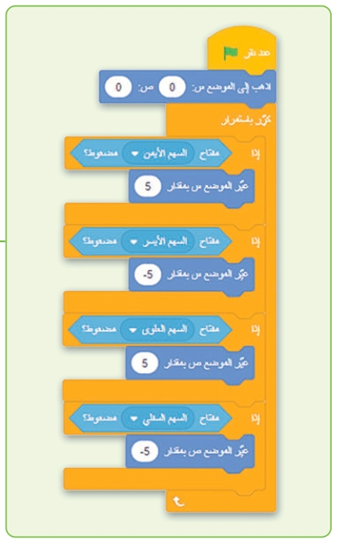 عند نقر
اذهب إلى الموضع س: 0 ص: 0
كرّر باستمرار
إذا مفتاح السهم الأيمن مضغوط؟
غيّر الموضع س بمقدار 5
إذا مفتاح السهم الأيسر مضغوط؟
غيّر الموضع س بمقدار -5
إذا مفتاح السهم العلوي مضغوط؟
غيّر الموضع ص بمقدار 5
إذا مفتاح السهم السفلي مضغوط؟
غيّر الموضع ص بمقدار -5